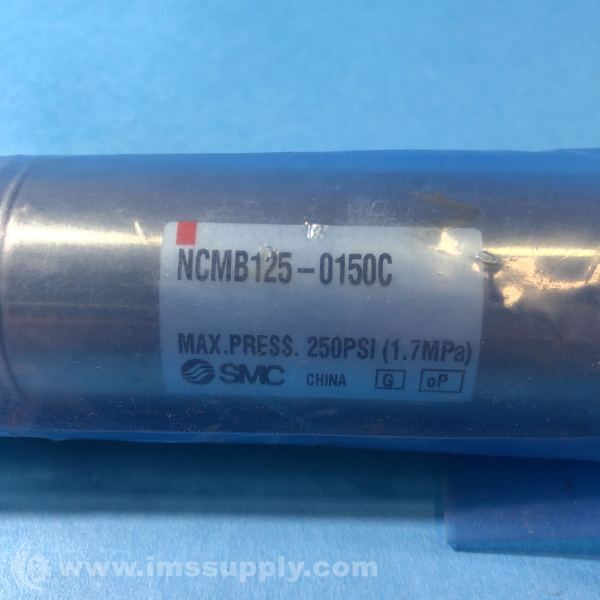 NCMB125-0150C
MAX.PRESS. 250PSI (1.7MPa)
SMC CHINA G oP
www.imssupply.com